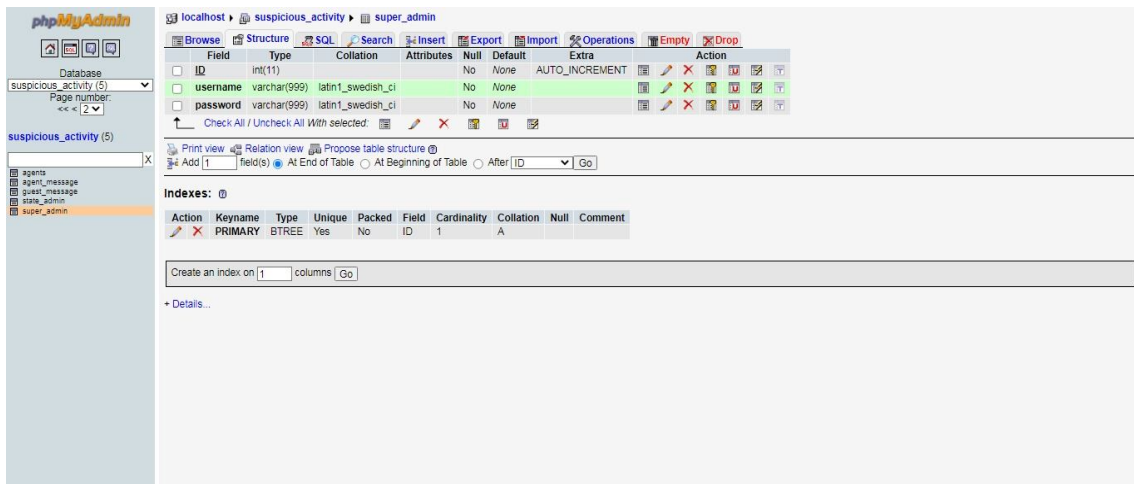 phpMyAdmin
Database
suspicious_activity (5)
Page number:
<< < 2
suspicious_activity (5)
X
agents
agent_message
guest_message
state_admin
super_admin
localhost ▸ suspicious_activity ▸ super_admin
Browse Structure SQL Search Insert Export Import Operations Empty Drop
Field Type Collation Attributes Null Default Extra Action
ID int(11) No None AUTO_INCREMENT
username varchar(999) latin1_swedish_ci No None
password varchar(999) latin1_swedish_ci No None
Check All / Uncheck All With selected:
Print view Relation view Propose table structure
Add 1 field(s) At End of Table At Beginning of Table After ID Go
Indexes:
Action Keyname Type Unique Packed Field Cardinality Collation Null Comment
PRIMARY BTREE Yes No ID 1 A
Create an index on 1 columns Go
+ Details...